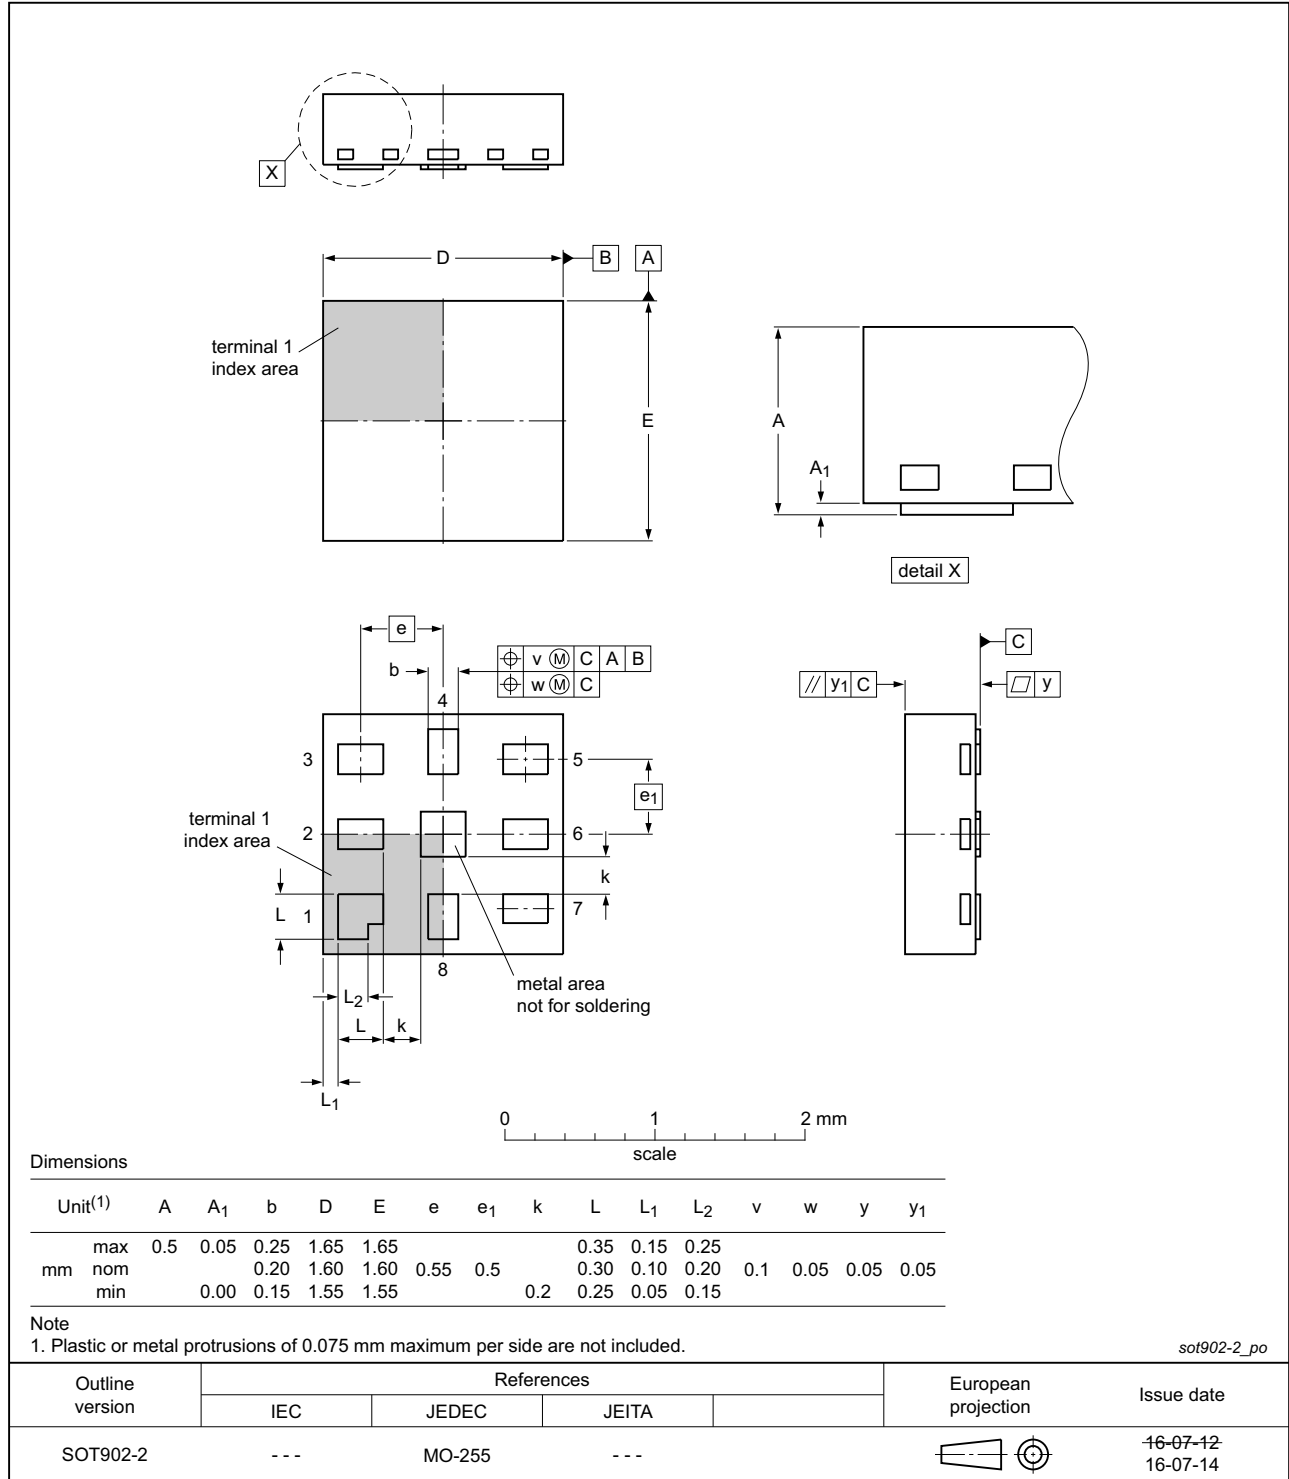 X
D
B
A
terminal 1
index area
E
A
A1
detail X
e
b
v Ⓜ C A B
w Ⓜ C
C
// y1 C
y
4
3
5
e1
terminal 1
index area
2
6
k
L
1
7
8
metal area
not for soldering
L2
L
k
L1
0 1 2 mm
scale
Dimensions
Unit(1) A A1 b D E e e1 k L L1 L2 v w y y1
max 0.5 0.05 0.25 1.65 1.65 0.35 0.15 0.25
mm nom 0.20 1.60 1.60 0.55 0.5 0.30 0.10 0.20 0.1 0.05 0.05 0.05
min 0.00 0.15 1.55 1.55 0.2 0.25 0.05 0.15
Note
1. Plastic or metal protrusions of 0.075 mm maximum per side are not included.
sot902-2_po
Outline
version
References
European
projection
Issue date
IEC JEDEC JEITA
SOT902-2 - - - MO-255 - - -
16-07-12
16-07-14